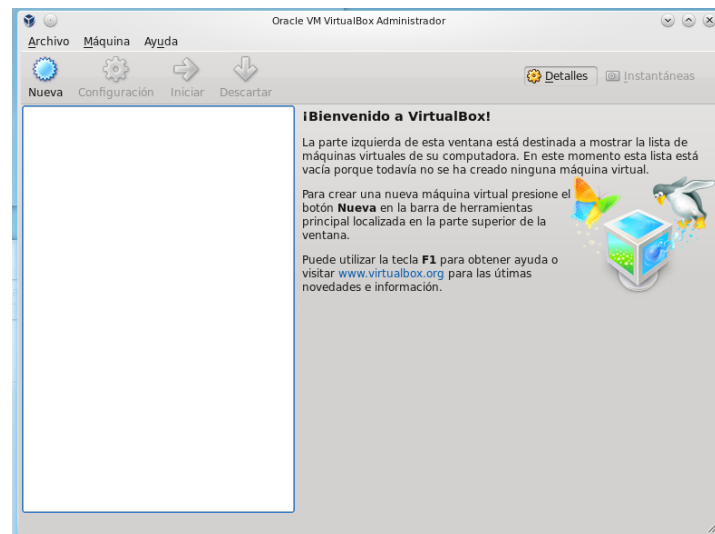 Oracle VM VirtualBox Administrador
Archivo Máquina Ayuda
Nueva Configuración Iniciar Descartar
Detalles Instantáneas
¡Bienvenido a VirtualBox!
La parte izquierda de esta ventana está destinada a mostrar la lista de
máquinas virtuales de su computadora. En este momento esta lista está
vacía porque todavía no se ha creado ninguna máquina virtual.
Para crear una nueva máquina virtual presione el
botón Nueva en la barra de herramientas
principal localizada en la parte superior de la
ventana.
Puede utilizar la tecla F1 para obtener ayuda o
visitar www.virtualbox.org para las útimas
novedades e información.